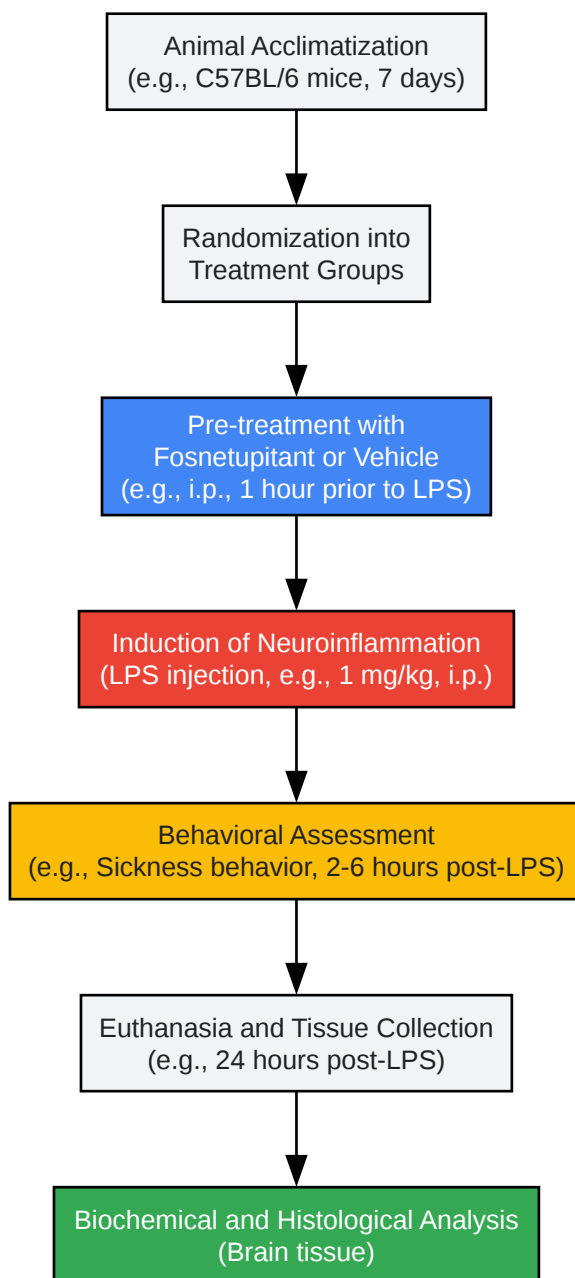 Animal Acclimatization
(e.g., C57BL/6 mice, 7 days)
Randomization into
Treatment Groups
Pre-treatment with
Fosnetupitant or Vehicle
(e.g., i.p., 1 hour prior to LPS)
Induction of Neuroinflammation
(LPS injection, e.g., 1 mg/kg, i.p.)
Behavioral Assessment
(e.g., Sickness behavior, 2-6 hours post-LPS)
Euthanasia and Tissue Collection
(e.g., 24 hours post-LPS)
Biochemical and Histological Analysis
(Brain tissue)